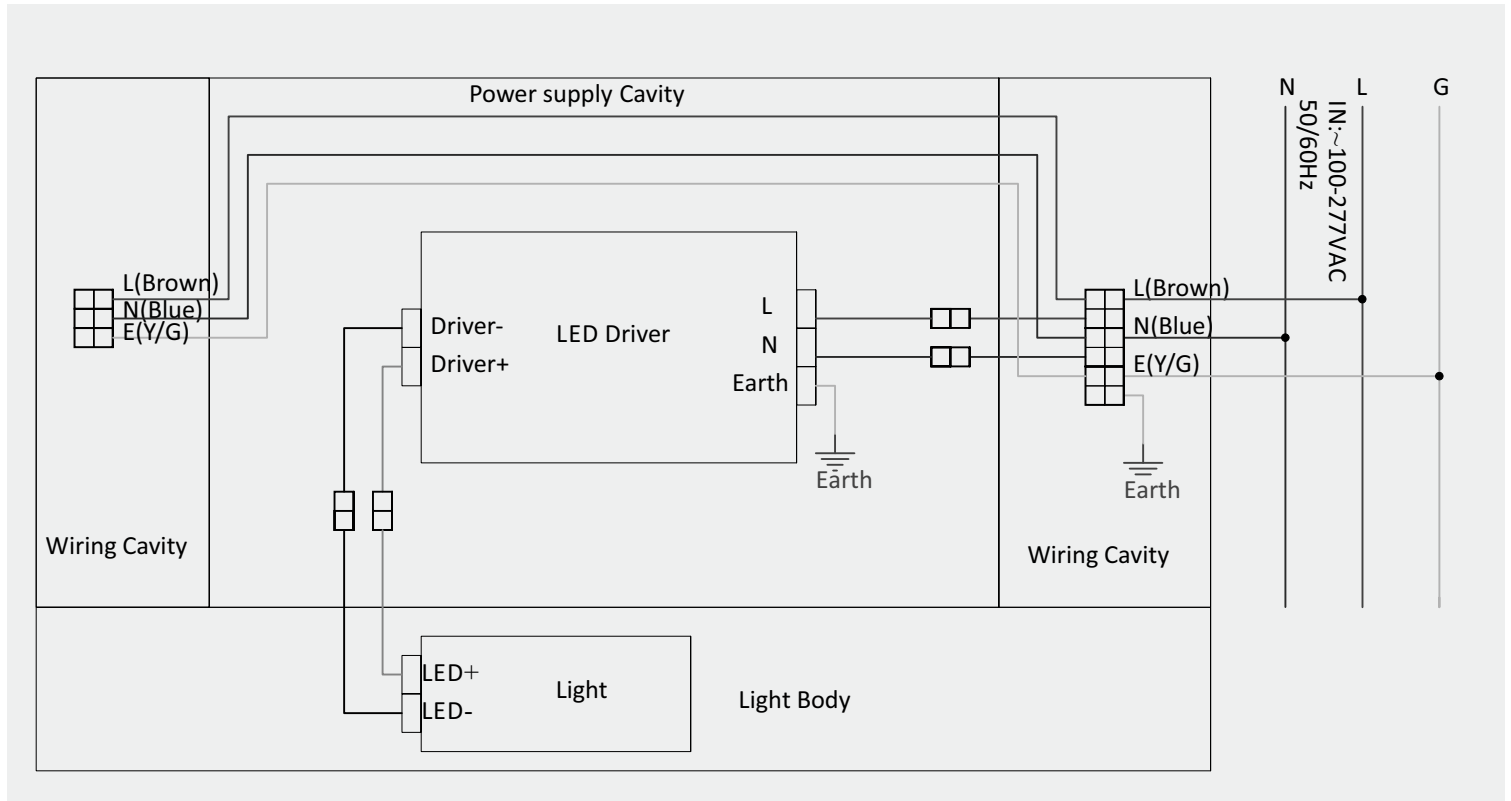 Power supply Cavity
N
L
G
IN:~100-277VAC
50/60Hz
L(Brown)
N(Blue)
E(Y/G)
Driver-
Driver+
LED Driver
L
N
Earth
Earth
L(Brown)
N(Blue)
E(Y/G)
Earth
Wiring Cavity
Wiring Cavity
LED+
LED-
Light
Light Body